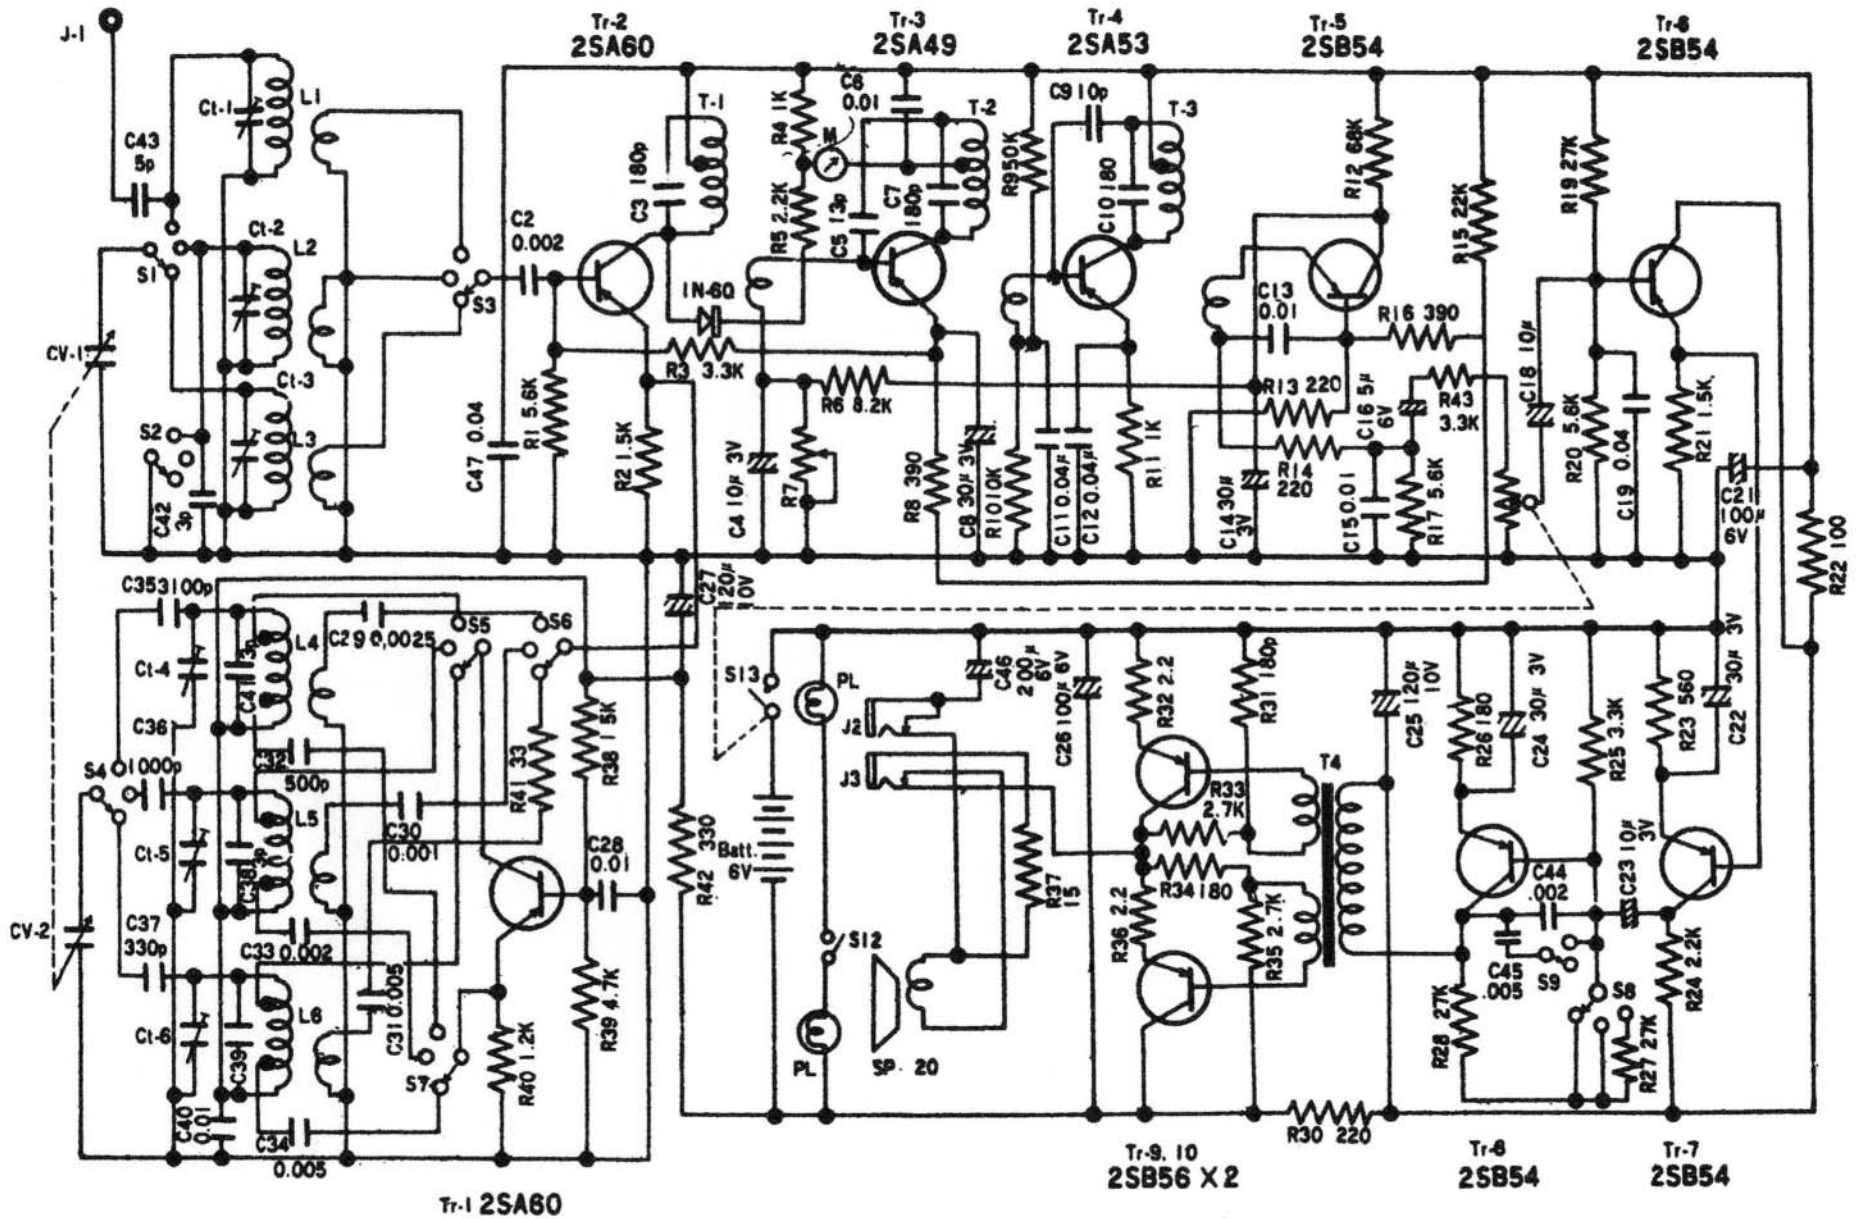 J-1
Tr-2
2SA60
Tr-3
2SA49
Tr-4
2SA53
Tr-5
2SB54
Tr-6
2SB54
Ct-1
L1
C43
5p
C3 180p
T-1
R4 1K
C6
0.01
M
T-2
C9 10p
T-3
R9 50K
R12 68K
R19 27K
C2
0.002
R5 2.2K
C5 13p
C7
180p
C10 180
R15 22K
Ct-2
L2
S1
S3
1N-60
C13
0.01
R16 390
CV-1
R3 3.3K
Ct-3
L3
R6 8.2K
R13 220
C16 5μ
6V
R43
3.3K
C18 10μ
S2
C42
3p
C47 0.04
R1 5.6K
R2 1.5K
C4 10μ 3V
R7
R8 390
C8 30μ 3V
R10 10K
C11 0.04μ
C12 0.04μ
R11 1K
R14
220
C14 30μ
3V
C15 0.01
R17 5.6K
R20 5.6K
C19 0.04
R21 1.5K
C21
100μ
6V
R22 100
C35 3100p
C27
120μ
10V
L4
C29 0,0025
S5
S6
Ct-4
C41
3p
C36
1000p
S4
C32
500p
R41 33
R38 1.5K
S13
PL
J2
J3
C46
200μ
6V
C26 100μ 6V
R32 2.2
R31 180p
C25 120μ
10V
R26 180
C24 30μ 3V
R25 3.3K
R23 560
C22 30μ 3V
L5
Ct-5
C38
3p
C30
0.001
C28
0.01
R42 330
Batt.
6V
R37
15
R33
2.7K
T4
R34 180
R36 2.2
R35 2.7K
C44
.002
C23 10μ
3V
CV-2
C37
330p
C33 0.002
C31 0.005
S12
C45
.005
S9
S8
R24 2.2K
L6
Ct-6
C39
C40
0.01
C34
0.005
S7
R40 1.2K
R39 4.7K
PL
SP. 20
R28 27K
R27 27K
R30 220
Tr-1 2SA60
Tr-9, 10
2SB56 X 2
Tr-6
2SB54
Tr-7
2SB54